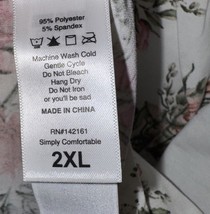 95% Polyester
5% Spandex
Machine Wash Cold
Gentle Cycle
Do Not Bleach
Hang Dry
Do Not Iron
or you'll be sad
MADE IN CHINA
RN#142161
Simply Comfortable
2XL